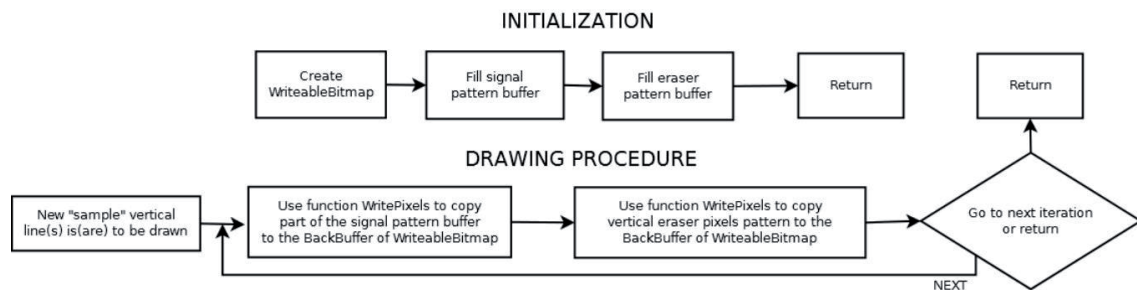 INITIALIZATION
Create
WriteableBitmap
Fill signal
pattern buffer
Fill eraser
pattern buffer
Return
Return
DRAWING PROCEDURE
New "sample" vertical
line(s) is(are) to be drawn
Use function WritPixels to copy
part of the signal pattern buffer
to the BackBuffer of WriteableBitmap
Use function WritePixels to copy
vertical eraser pixels pattern to the
BackBuffer of WriteableBitmap
Go to next iteration
or return
NEXT